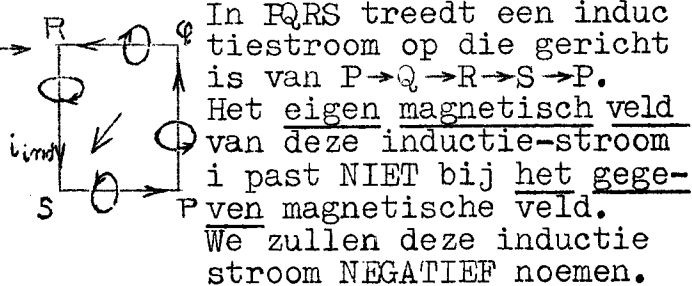 In PQRS treedt een induc
tiestroom op die gericht
is van P→Q→R→S→P.
Het eigen magnetisch veld
van deze inductie-stroom
i past NIET bij het gege-
ven magnetische veld.
We zullen deze inductie
stroom NEGATIEF noemen.
R
Q
i ind
S
P